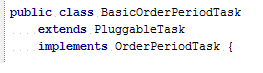 public class BasicOrderPeriodTask
extends PluggableTask
implements OrderPeriodTask {